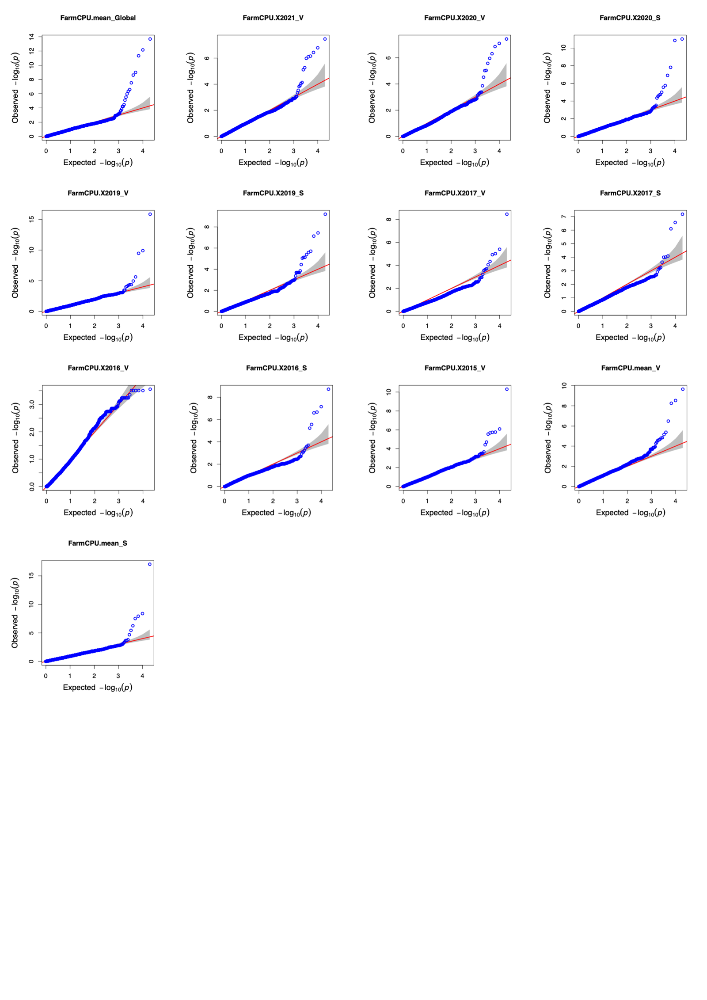 FarmCPU.mean_Global
Observed −log₁₀(p)
0 2 4 6 8 10 12 14
0 1 2 3 4
Expected −log₁₀(p)
FarmCPU.X2021_V
Observed −log₁₀(p)
0 2 4 6
0 1 2 3 4
Expected −log₁₀(p)
FarmCPU.X2020_V
Observed −log₁₀(p)
0 2 4 6
0 1 2 3 4
Expected −log₁₀(p)
FarmCPU.X2020_S
Observed −log₁₀(p)
0 2 4 6 8 10
0 1 2 3 4
Expected −log₁₀(p)
FarmCPU.X2019_V
Observed −log₁₀(p)
0 5 10 15
0 1 2 3 4
Expected −log₁₀(p)
FarmCPU.X2019_S
Observed −log₁₀(p)
0 2 4 6 8
0 1 2 3 4
Expected −log₁₀(p)
FarmCPU.X2017_V
Observed −log₁₀(p)
0 2 4 6 8
0 1 2 3 4
Expected −log₁₀(p)
FarmCPU.X2017_S
Observed −log₁₀(p)
0 1 2 3 4 5 6 7
0 1 2 3 4
Expected −log₁₀(p)
FarmCPU.X2016_V
Observed −log₁₀(p)
0.0 1.0 2.0 3.0
0 1 2 3 4
Expected −log₁₀(p)
FarmCPU.X2016_S
Observed −log₁₀(p)
0 2 4 6 8
0 1 2 3 4
Expected −log₁₀(p)
FarmCPU.X2015_V
Observed −log₁₀(p)
0 2 4 6 8 10
0 1 2 3 4
Expected −log₁₀(p)
FarmCPU.mean_V
Observed −log₁₀(p)
0 2 4 6 8 10
0 1 2 3 4
Expected −log₁₀(p)
FarmCPU.mean_S
Observed −log₁₀(p)
0 5 10 15
0 1 2 3 4
Expected −log₁₀(p)